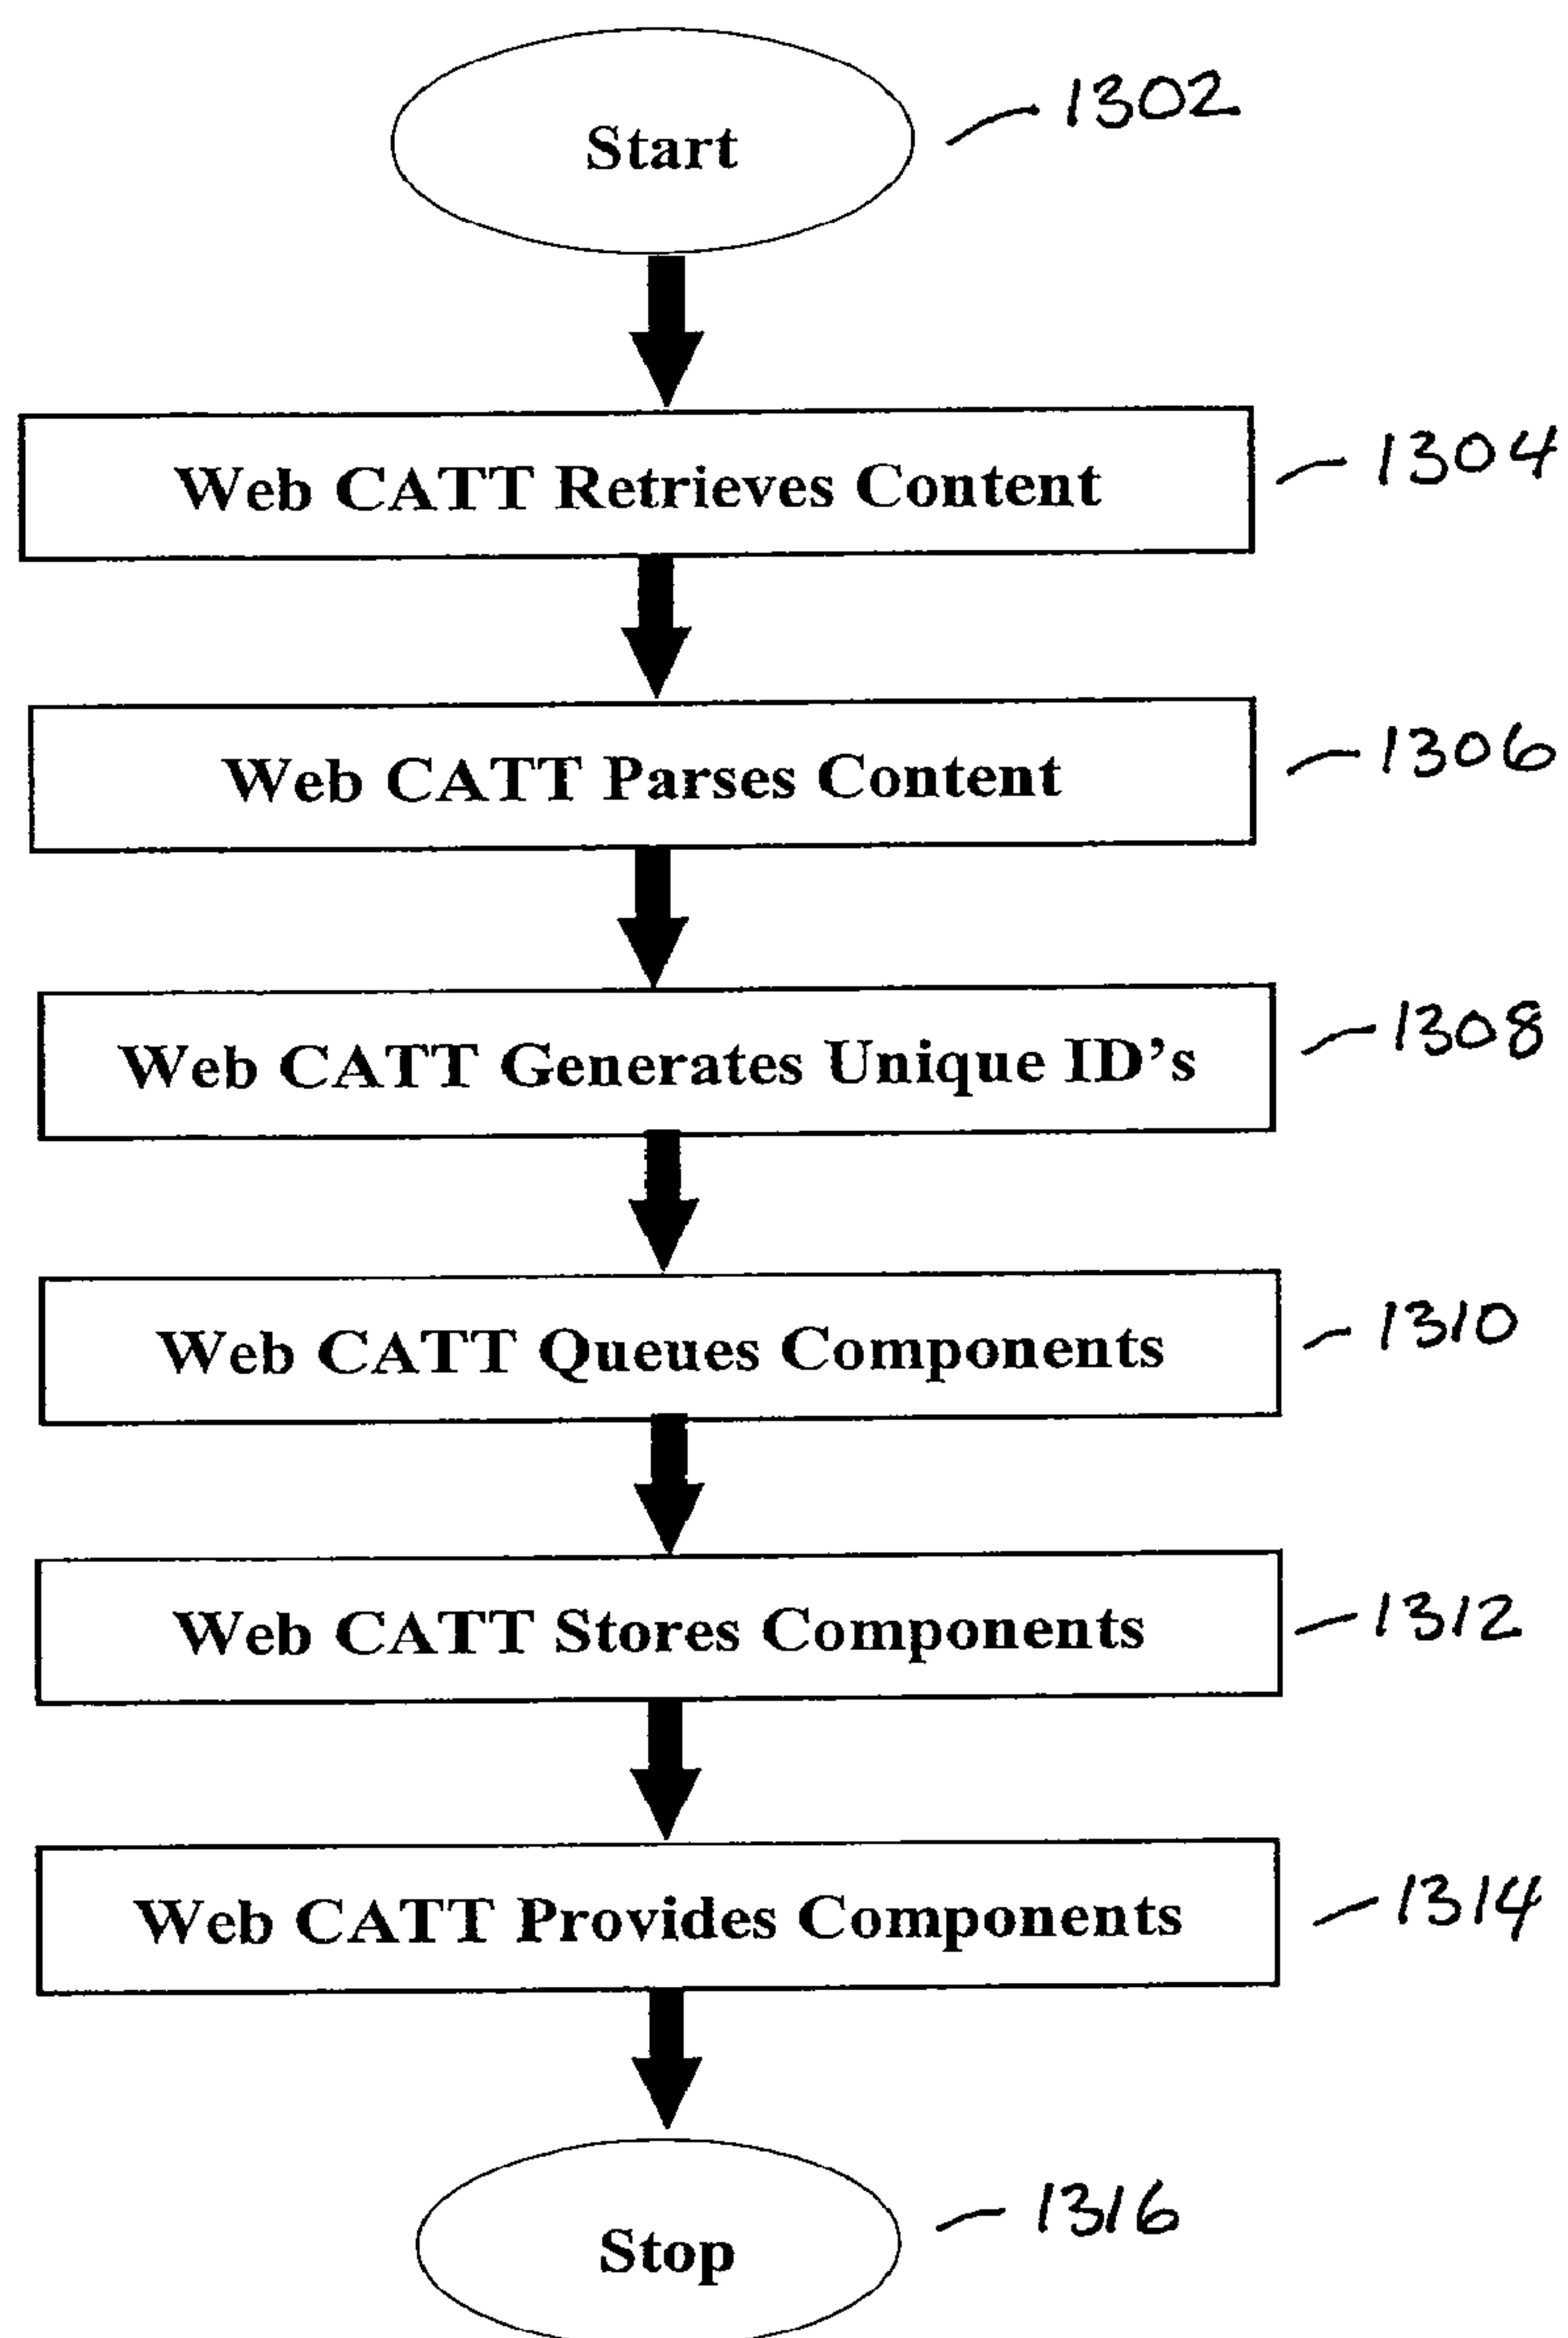 Start
1302
Web CATT Retrieves Content
1304
Web CATT Parses Content
1306
Web CATT Generates Unique ID's
1308
Web CATT Queues Components
1310
Web CATT Stores Components
1312
Web CATT Provides Components
1314
Stop
1316